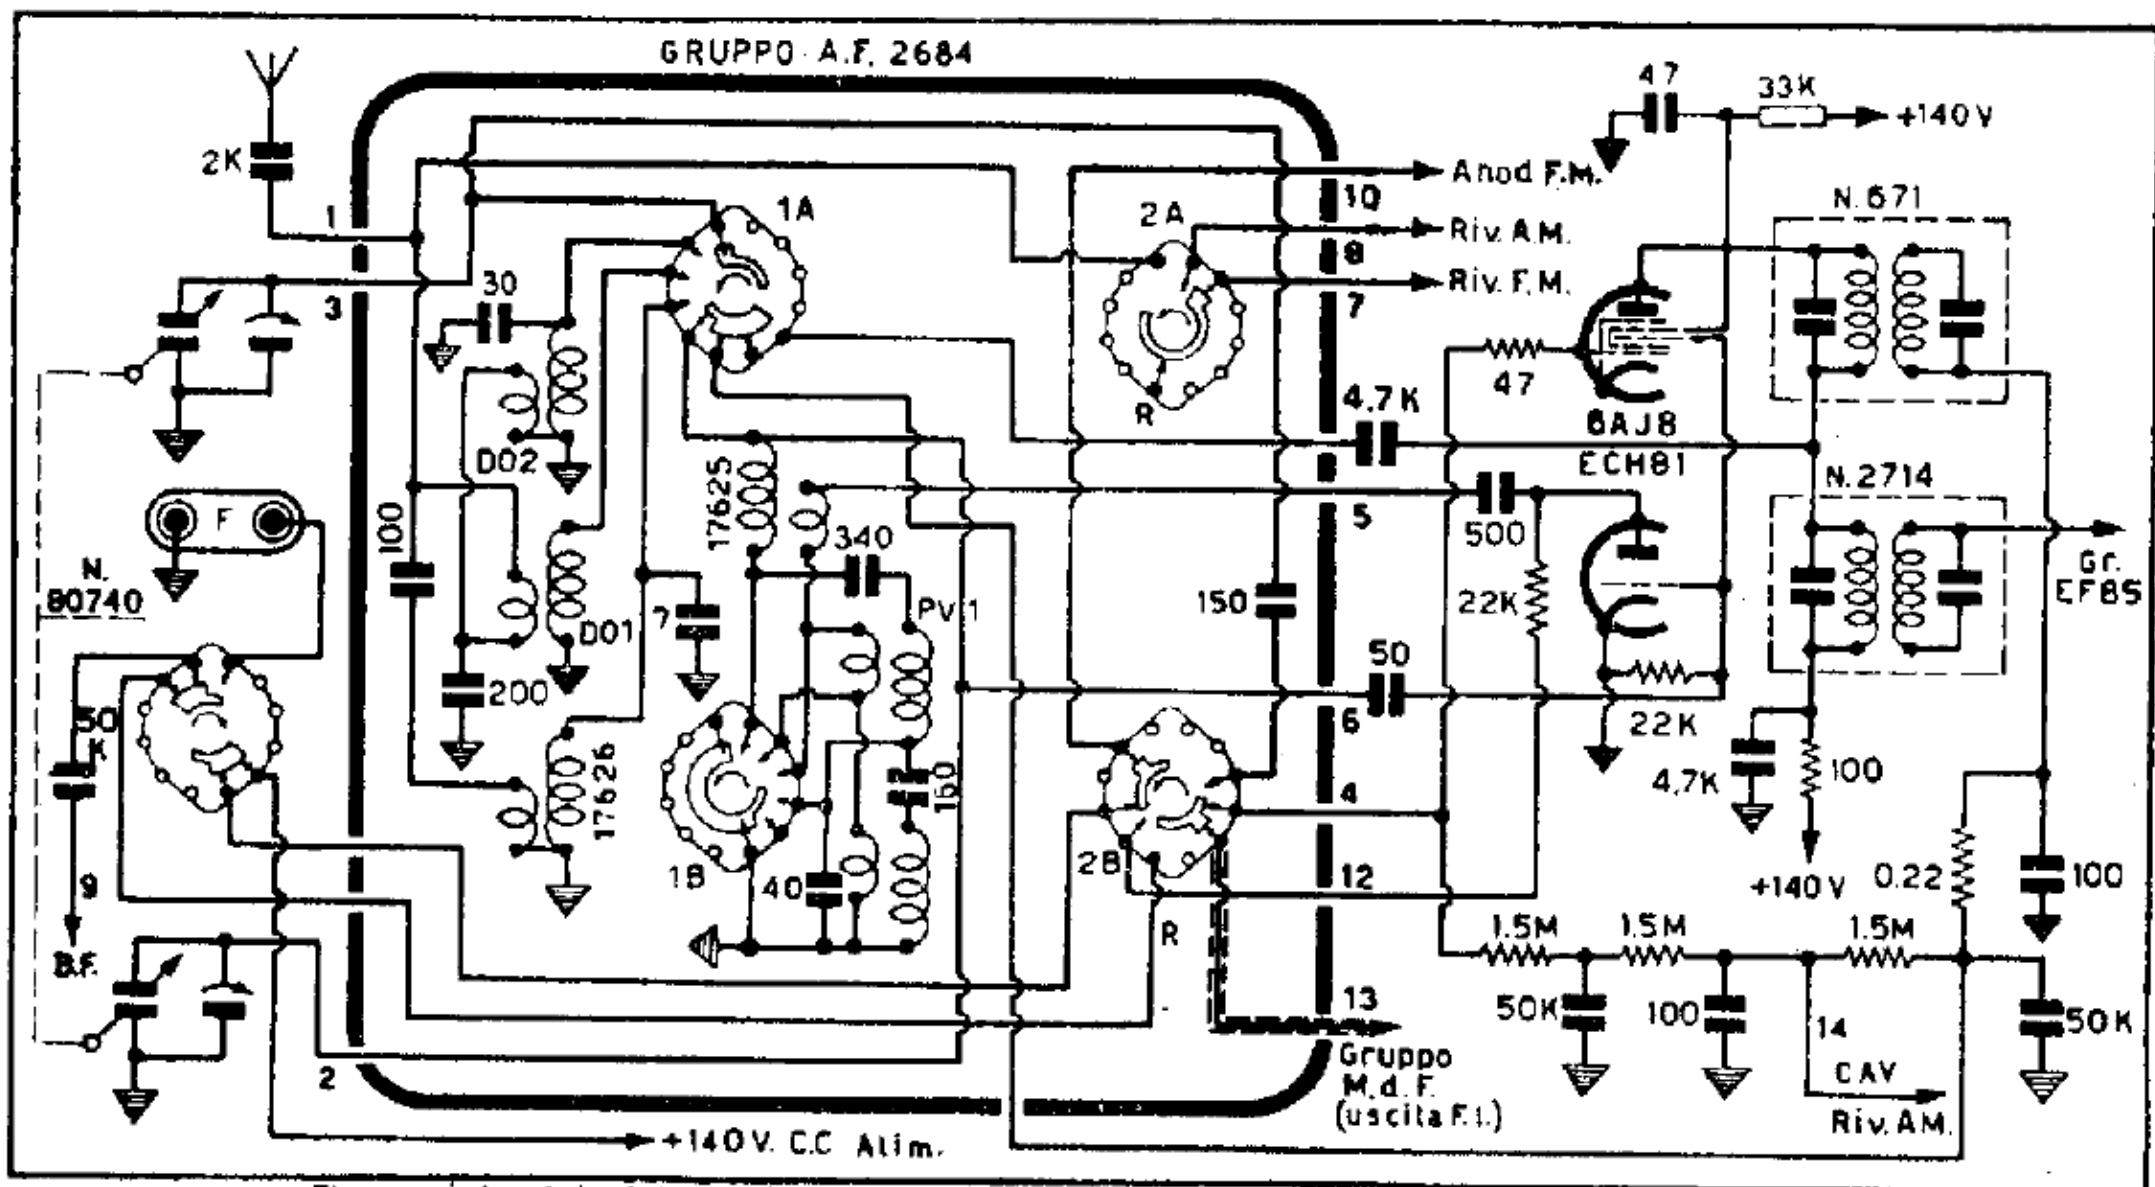 GRUPPO A.F. 2684
47
33K
+140V
2K
1
1A
2A
Anod F.M.
10
N.671
Riv. A.M.
8
3
30
Riv. F.M.
7
47
R
4.7K
6AJ8
ECH81
D02
17625
N.2714
F
100
340
5
500
Gr.
EF85
N.
80740
D01
PV 1
150
22K
200
50
50
K
6
22K
17626
160
4.7K
100
4
9
1B
40
2B
12
+140V
0.22
100
R
1.5M
1.5M
1.5M
B.F.
13
50K
100
14
50K
2
Gruppo
M.d.F.
(uscita F.I.)
CAV
Riv. AM.
+140V. C.C Alim.